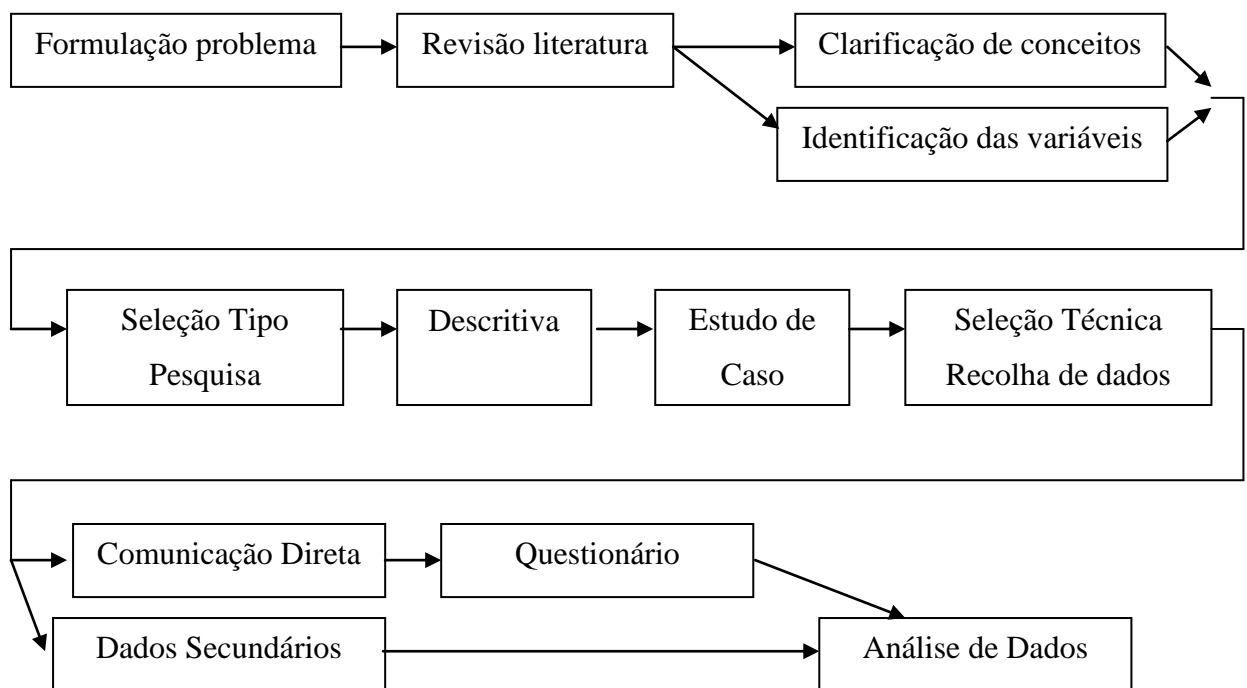 Formulação problema
Revisão literatura
Clarificação de conceitos
Identificação das variáveis
Seleção Tipo
Pesquisa
Descritiva
Estudo de
Caso
Seleção Técnica
Recolha de dados
Comunicação Direta
Questionário
Dados Secundários
Análise de Dados